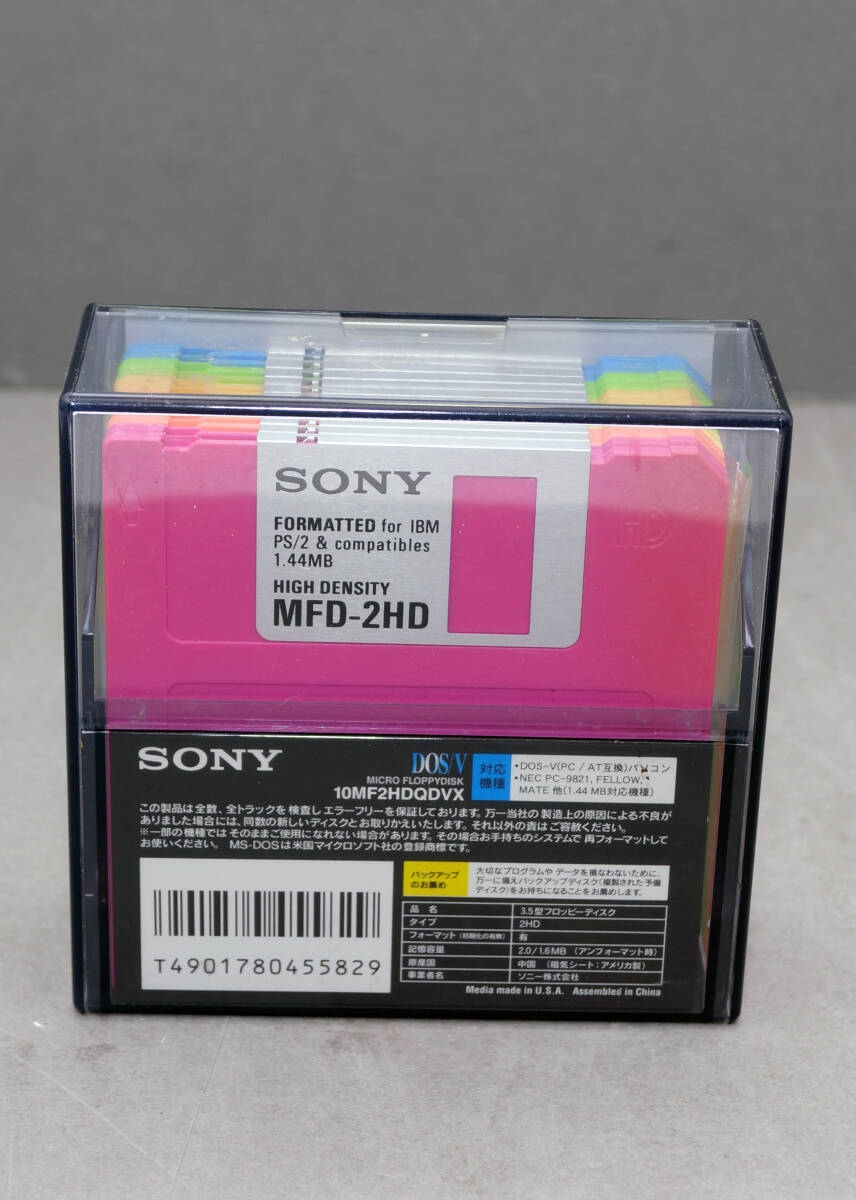 SONY
FORMATTED for IBM
PS/2 & compatibles
1.44MB
HIGH DENSITY
MFD-2HD
HD
SONY
DOS/V
MICRO FLOPPYDISK
10MF2HDQDVX
対応
機種
・DOS-V(PC / AT互換)パソコン
・NEC PC-9821, FELLOW,
MATE 他(1.44 MB対応機種)
この製品は全数、全トラックを検査しエラーフリーを保証しております。万一当社の製造上の原因による不良が
ありました場合には、同数の新しいディスクとお取りかえいたします。それ以外の責はご容赦ください。
※一部の機種ではそのままご使用になれない場合があります。その場合お手持ちのシステムで再フォーマットして
お使いください。 MS-DOSは米国マイクロソフト社の登録商標です。
バックアップ
のお薦め
大切なプログラムやデータを損なわないために、
万一に備えバックアップディスク(複製された予備
ディスク)をお持ちになることをお薦めします。
品 名 3.5型フロッピーディスク
タイプ 2HD
フォーマット(初期化の有無) 有
記憶容量 2.0/1.6MB (アンフォーマット時)
原産国 中国 (磁気シート:アメリカ製)
事業者名 ソニー株式会社
Media made in U.S.A. Assembled in China
T4901780455829